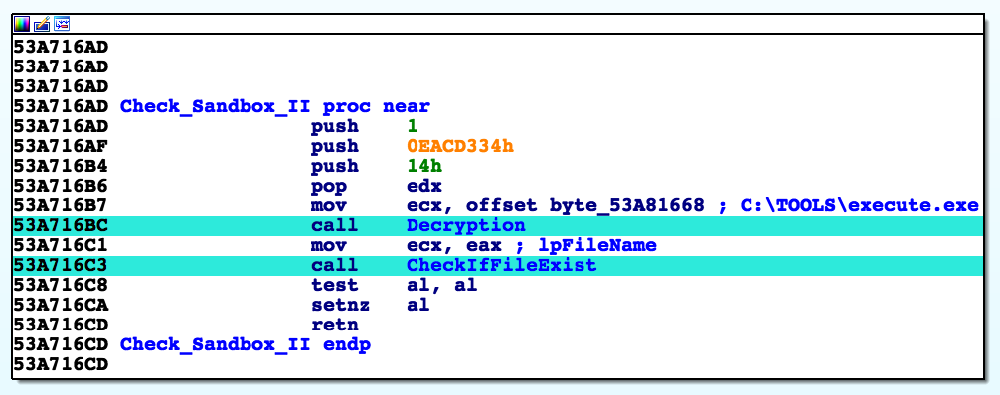 53A716AD
53A716AD
53A716AD
53A716AD Check_Sandbox_II proc near
53A716AD push 1
53A716AF push 0EACD334h
53A716B4 push 14h
53A716B6 pop edx
53A716B7 mov ecx, offset byte_53A81668 ; C:\TOOLS\execute.exe
53A716BC call Decryption
53A716C1 mov ecx, eax ; lpFileName
53A716C3 call CheckIfFileExist
53A716C8 test al, al
53A716CA setnz al
53A716CD retn
53A716CD Check_Sandbox_II endp
53A716CD